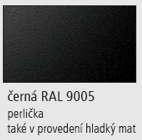 černá RAL 9005
perlička
také v provedení hladký mat